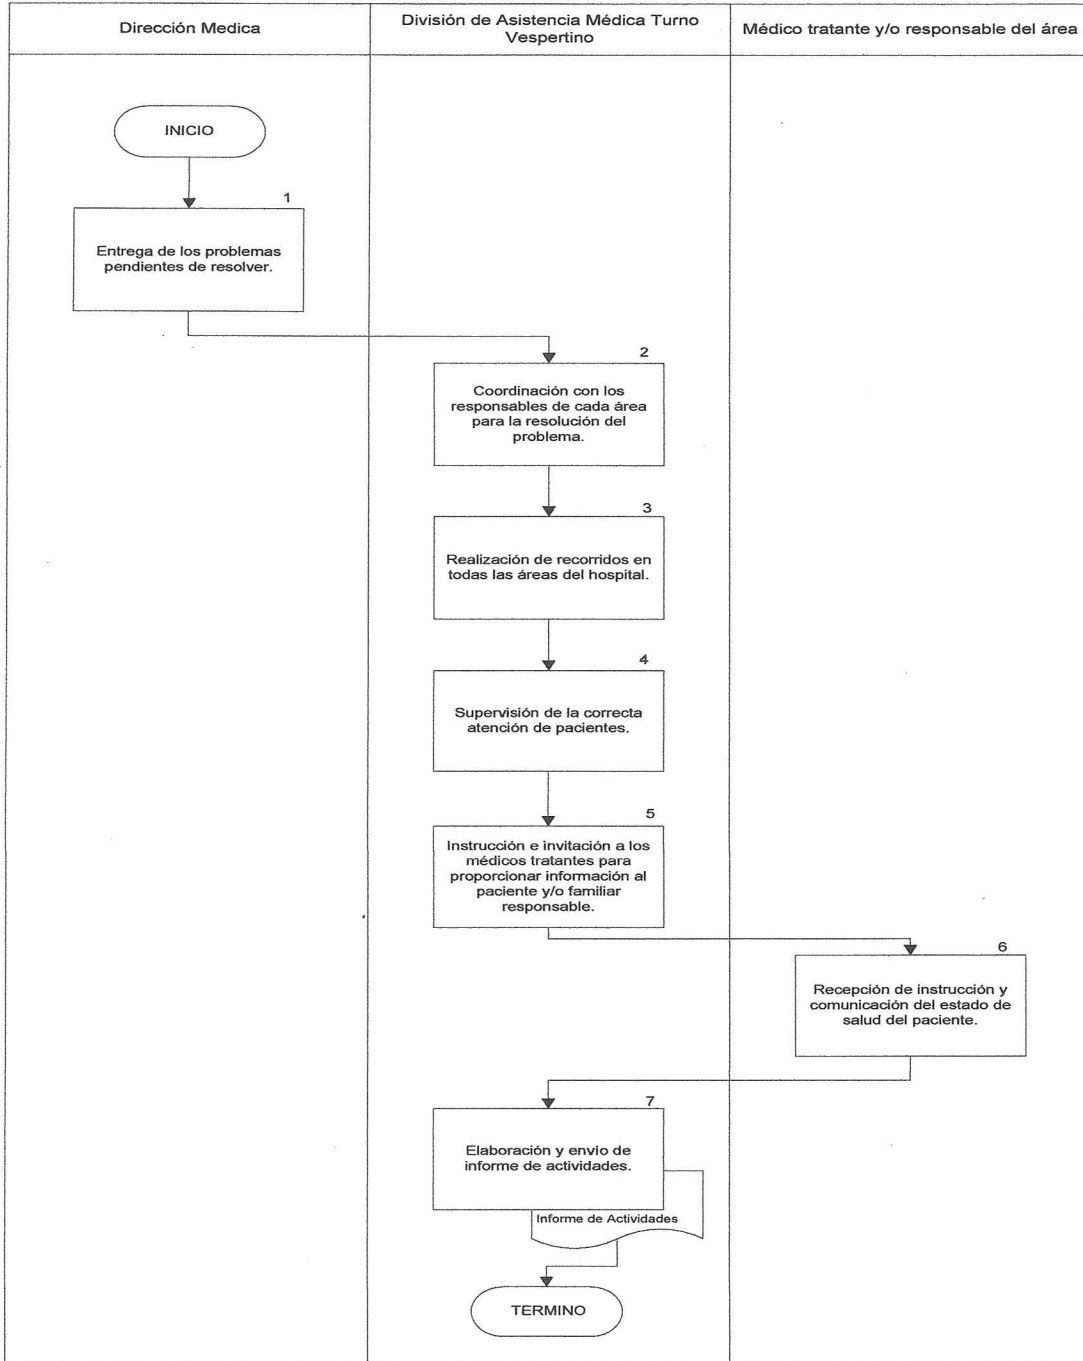 Dirección Medica
División de Asistencia Médica Turno
Vespertino
Médico tratante y/o responsable del área
INICIO
1
Entrega de los problemas
pendientes de resolver.
2
Coordinación con los
responsables de cada área
para la resolución del
problema.
3
Realización de recorridos en
todas las áreas del hospital.
4
Supervisión de la correcta
atención de pacientes.
5
Instrucción e invitación a los
médicos tratantes para
proporcionar información al
paciente y/o familiar
responsable.
6
Recepción de instrucción y
comunicación del estado de
salud del paciente.
7
Elaboración y envío de
informe de actividades.
Informe de Actividades
TERMINO